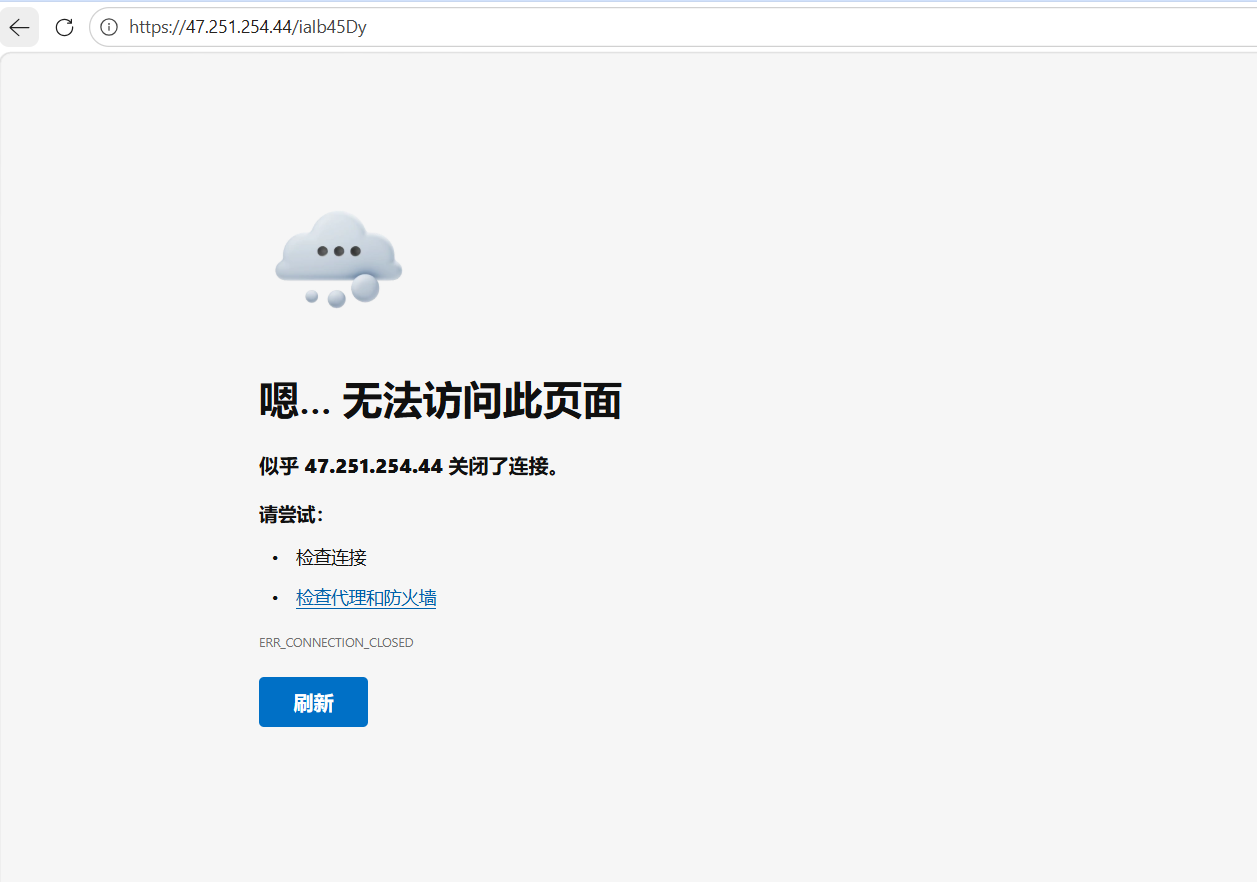 https://47.251.254.44/ialb45Dy
嗯... 无法访问此页面
似乎 47.251.254.44 关闭了连接。
请尝试：
• 检查连接
• 检查代理和防火墙
ERR_CONNECTION_CLOSED
刷新